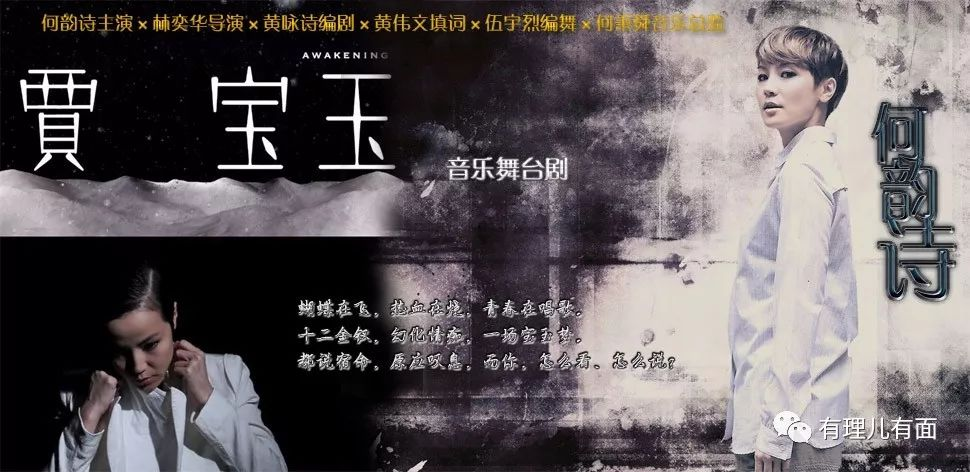 何韵诗主演 × 林奕华导演 × 黄咏诗编剧 × 黄伟文填词 × 伍宇烈编舞 × 何秉舜音乐总监
AWAKENING
賈宝玉
音乐舞台剧
何韵诗
蝴蝶在飞，热血在烧，青春在唱歌。
十二金钗，幻化情痴，一场宝玉梦。
都说宿命，原应叹息，而你，怎么看、怎么说?
有理儿有面